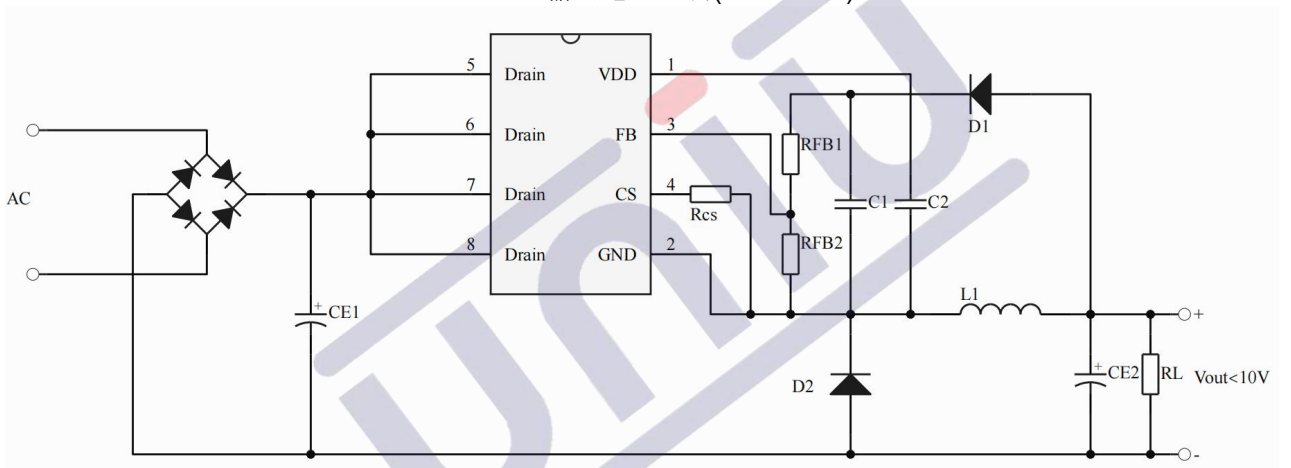 5 Drain VDD 1
D1
6 Drain FB 3
RFB1
AC
7 Drain CS 4
Rcs
C1 C2
RFB2
8 Drain GND 2
L1
+
+ CE1
+ CE2 RL Vout<10V
D2
-
uniu